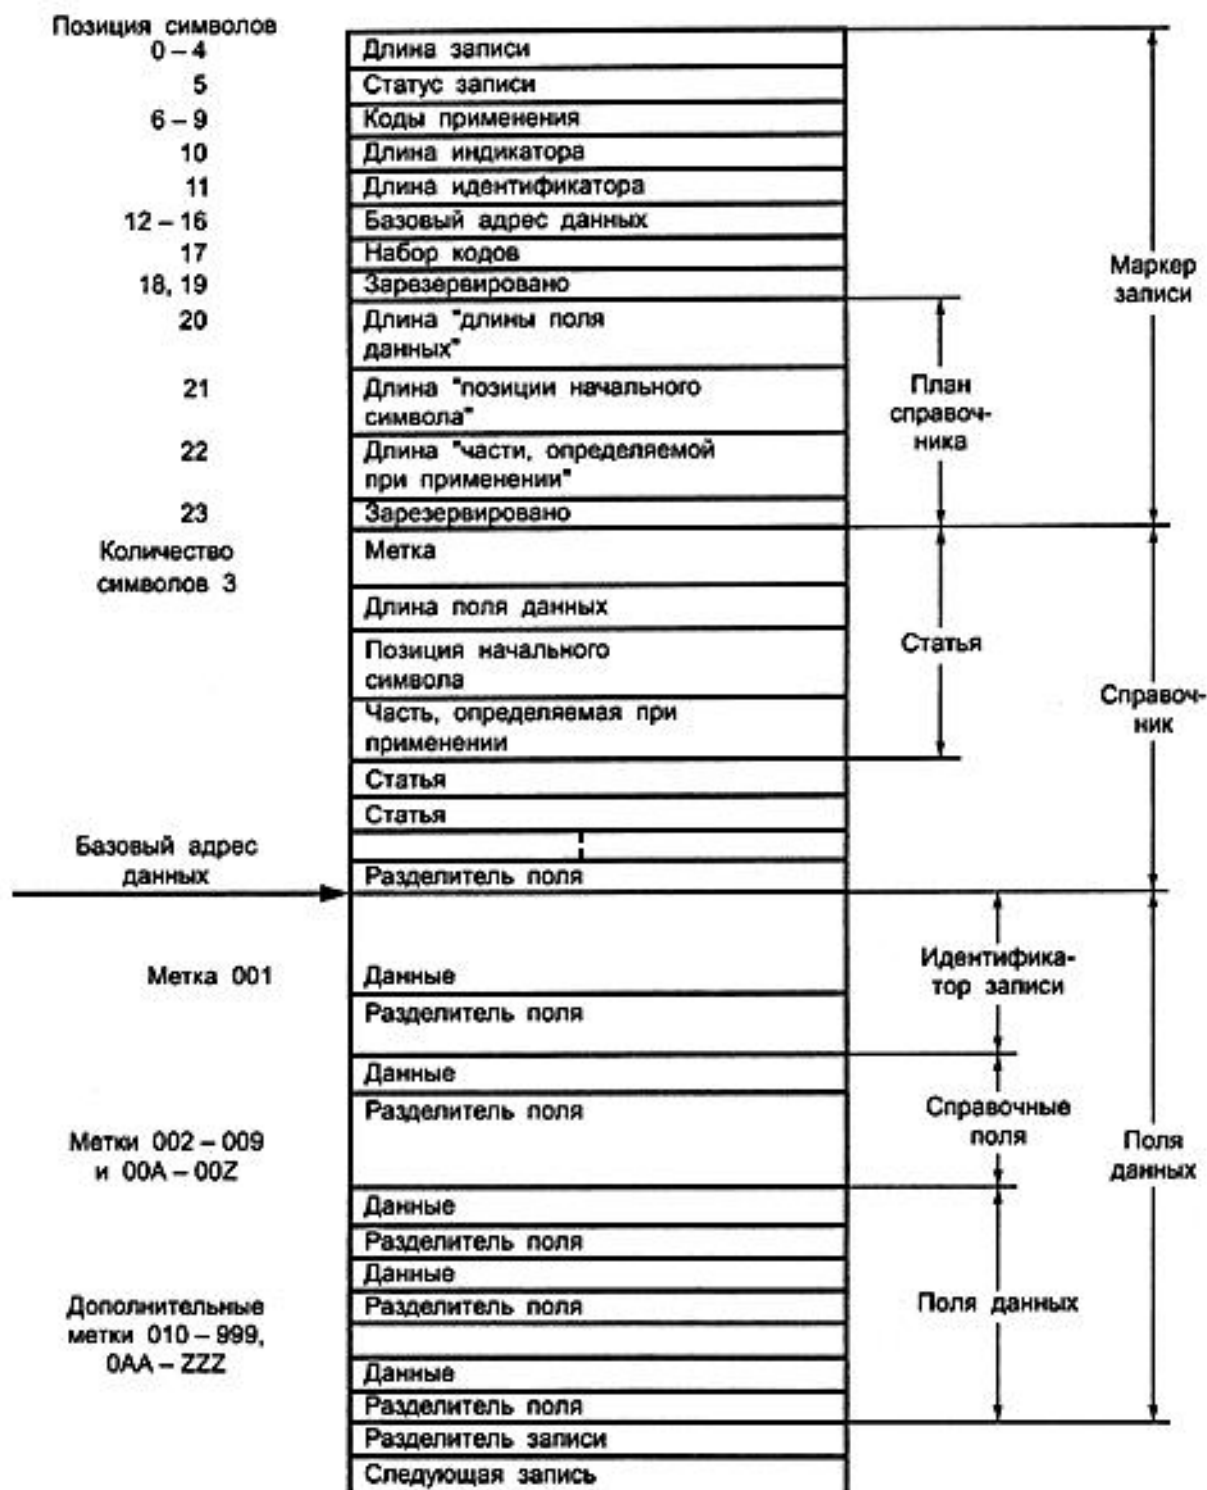 Позиция символов
0 – 4 Длина записи
5 Статус записи
6 – 9 Коды применения
10 Длина индикатора
11 Длина идентификатора
12 – 16 Базовый адрес данных
17 Набор кодов
18, 19 Зарезервировано
Маркер
записи
20 Длина "длины поля
данных"
21 Длина "позиции начального
символа"
План
справоч-
ника
22 Длина "части, определяемой
при применении"
23 Зарезервировано
Количество
символов 3
Метка
Длина поля данных
Позиция начального
символа
Статья
Часть, определяемая при
применении
Справоч-
ник
Статья
Статья
Базовый адрес
данных
Разделитель поля
Идентифика-
тор записи
Метка 001 Данные
Разделитель поля
Данные
Разделитель поля
Справочные
поля
Метки 002 – 009
и 00A – 00Z
Поля
данных
Данные
Разделитель поля
Данные
Разделитель поля
Поля данных
Дополнительные
метки 010 – 999,
0AA – ZZZ
Данные
Разделитель поля
Разделитель записи
Следующая запись